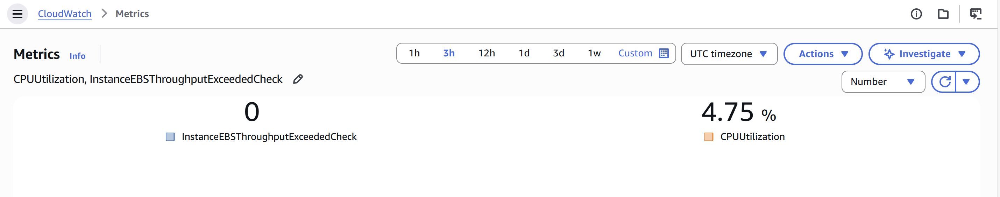 CloudWatch > Metrics
Metrics Info
1h 3h 12h 1d 3d 1w Custom UTC timezone Actions Investigate
CPUUtilization, InstanceEBSThroughputExceededCheck
Number
0 4.75 %
InstanceEBSThroughputExceededCheck CPUUtilization